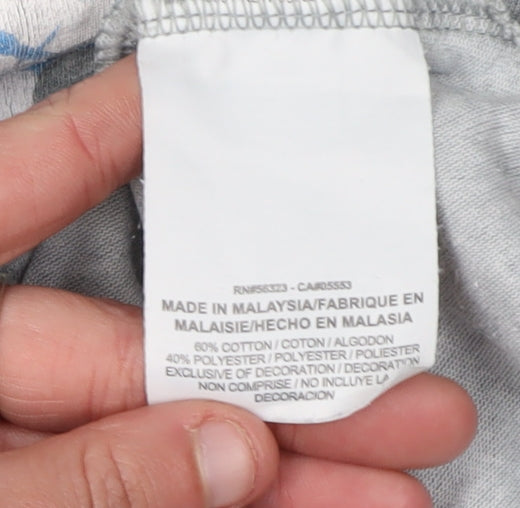 RN#56323 - CA#05553
MADE IN MALAYSIA/FABRIQUE EN
MALAISIE/HECHO EN MALASIA
60% COTTON / COTON / ALGODON
40% POLYESTER / POLYESTER / POLIESTER
EXCLUSIVE OF DECORATION / DECORATION
NON COMPRISE / NO INCLUYE LA
DECORACION